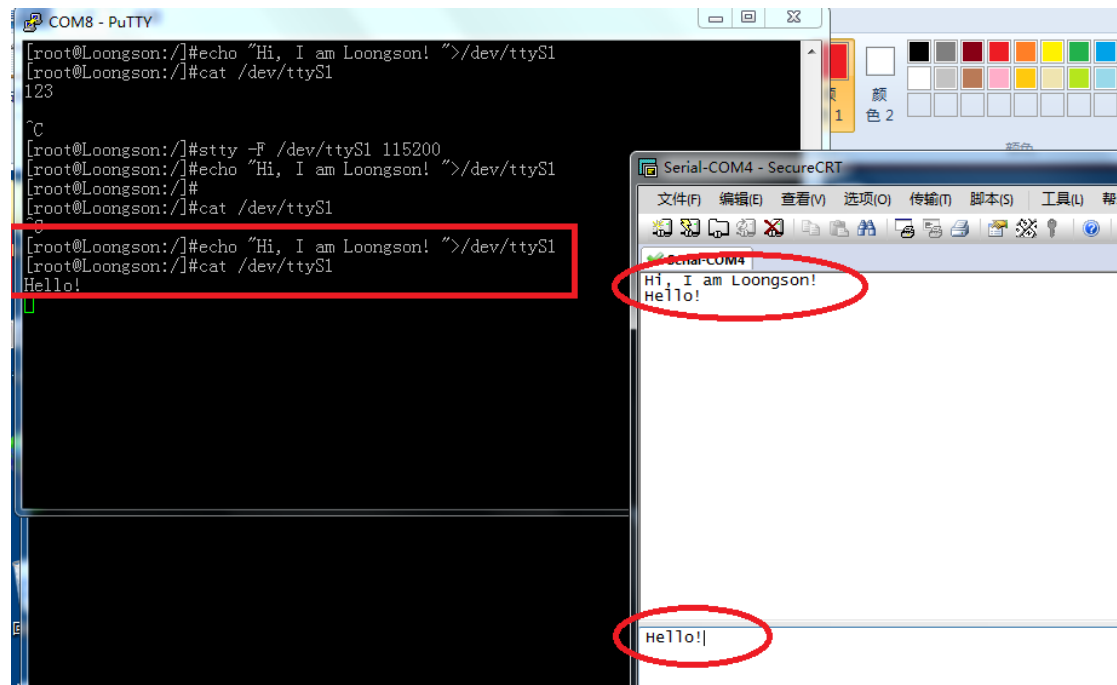 COM8 - PuTTY
[root@Loongson:/]#echo "Hi, I am Loongson! ">/dev/ttyS1
[root@Loongson:/]#cat /dev/ttyS1
123
^C
[root@Loongson:/]#stty -F /dev/ttyS1 115200
[root@Loongson:/]#echo "Hi, I am Loongson! ">/dev/ttyS1
[root@Loongson:/]#
[root@Loongson:/]#cat /dev/ttyS1
^C
[root@Loongson:/]#echo "Hi, I am Loongson! ">/dev/ttyS1
[root@Loongson:/]#cat /dev/ttyS1
Hello!
1
颜
色 2
颜色
Serial-COM4 - SecureCRT
文件(F) 编辑(E) 查看(V) 选项(O) 传输(T) 脚本(S) 工具(L) 帮
Serial-COM4
Hi, I am Loongson!
Hello!
Hello!